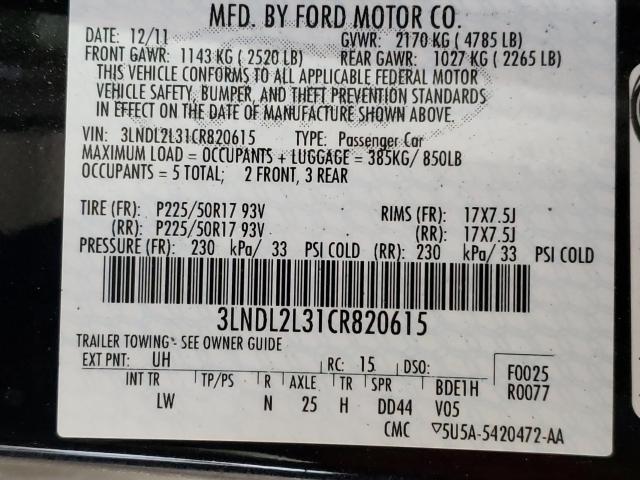 MFD. BY FORD MOTOR CO.
DATE: 12/11 GVWR: 2170 KG ( 4785 LB)
FRONT GAWR: 1143 KG ( 2520 LB) REAR GAWR: 1027 KG ( 2265 LB)
THIS VEHICLE CONFORMS TO ALL APPLICABLE FEDERAL MOTOR
VEHICLE SAFETY, BUMPER, AND THEFT PREVENTION STANDARDS
IN EFFECT ON THE DATE OF MANUFACTURE SHOWN ABOVE.
VIN: 3LNDL2L31CR820615 TYPE: Passenger Car
MAXIMUM LOAD = OCCUPANTS + LUGGAGE = 385KG/ 850LB
OCCUPANTS = 5 TOTAL; 2 FRONT, 3 REAR
TIRE (FR): P225/50R17 93V RIMS (FR): 17X7.5J
(RR): P225/50R17 93V (RR): 17X7.5J
PRESSURE (FR): 230 kPa/ 33 PSI COLD (RR): 230 kPa/ 33 PSI COLD
3LNDL2L31CR820615
TRAILER TOWING - SEE OWNER GUIDE
EXT PNT: UH RC: 15 DSO: F0025
INT TR TP/PS R AXLE TR SPR BDE1H R0077
LW N 25 H DD44 V05
CMC ▽5U5A-5420472-AA